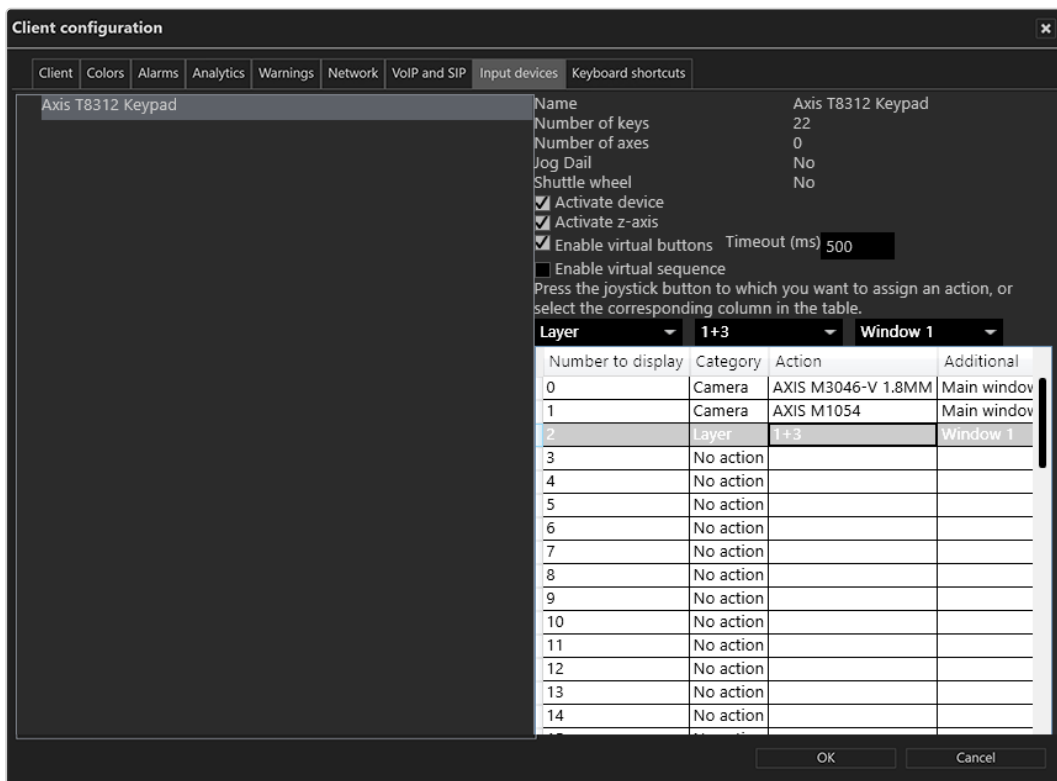 Client configuration
Client Colors Alarms Analytics Warnings Network VoIP and SIP Input devices Keyboard shortcuts
Axis T8312 Keypad
Name Axis T8312 Keypad
Number of keys 22
Number of axes 0
Jog Dail No
Shuttle wheel No
Activate device
Activate z-axis
Enable virtual buttons Timeout (ms) 500
Enable virtual sequence
Press the joystick button to which you want to assign an action, or
select the corresponding column in the table.
Layer 1+3 Window 1
Number to display Category Action Additional
0 Camera AXIS M3046-V 1.8MM Main window
1 Camera AXIS M1054 Main window
2 Layer 1+3 Window 1
3 No action
4 No action
5 No action
6 No action
7 No action
8 No action
9 No action
10 No action
11 No action
12 No action
13 No action
14 No action
OK Cancel